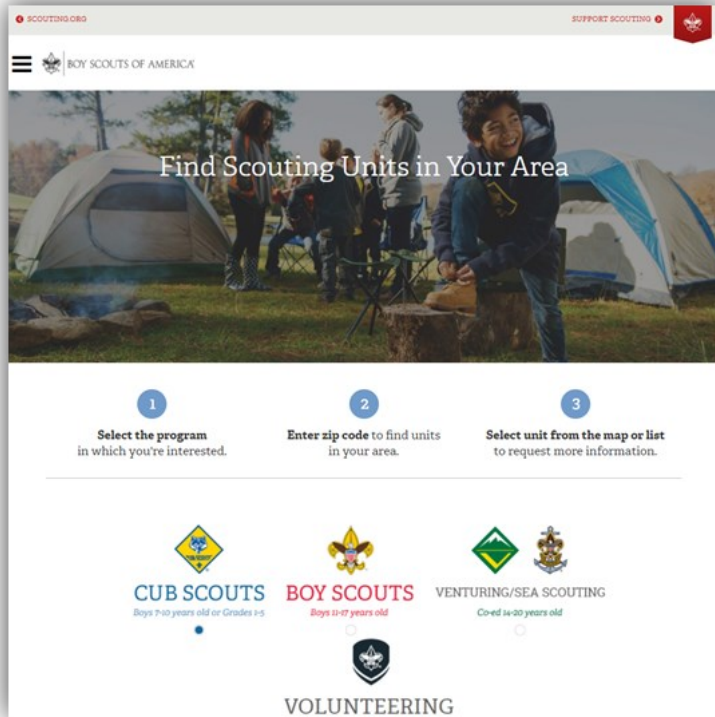 SCOUTING.ORG
SUPPORT SCOUTING
BOY SCOUTS OF AMERICA
Find Scouting Units in Your Area
1
2
3
Select the program
in which you're interested.
Enter zip code to find units
in your area.
Select unit from the map or list
to request more information.
CUB SCOUTS
Boys 7-10 years old or Grades 1-5
BOY SCOUTS
Boys 11-17 years old
VENTURING/SEA SCOUTING
Co-ed 14-20 years old
VOLUNTEERING